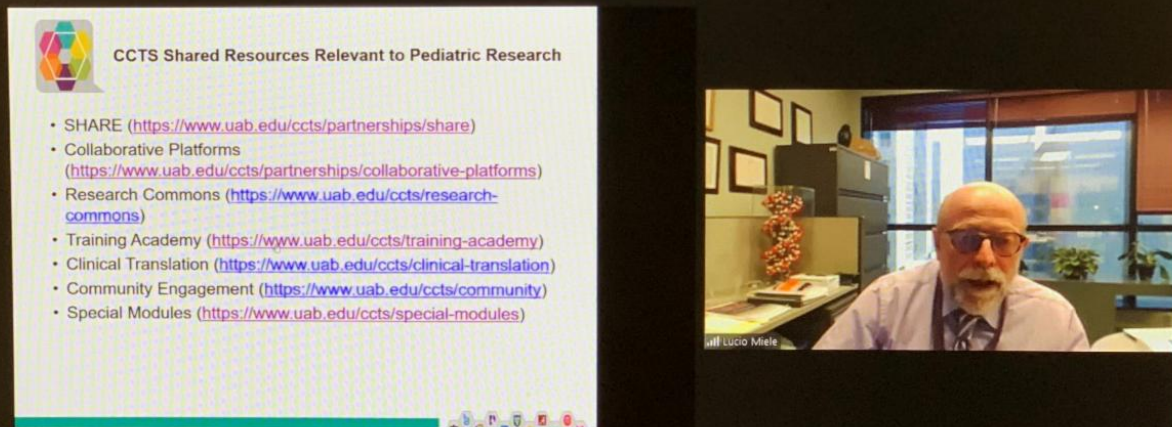 CCTS Shared Resources Relevant to Pediatric Research
• SHARE (https://www.uab.edu/ccts/partnerships/share)
• Collaborative Platforms
(https://www.uab.edu/ccts/partnerships/collaborative-platforms)
• Research Commons (https://www.uab.edu/ccts/research-
commons)
• Training Academy (https://www.uab.edu/ccts/training-academy)
• Clinical Translation (https://www.uab.edu/ccts/clinical-translation)
• Community Engagement (https://www.uab.edu/ccts/community)
• Special Modules (https://www.uab.edu/ccts/special-modules)
Lucio Miele